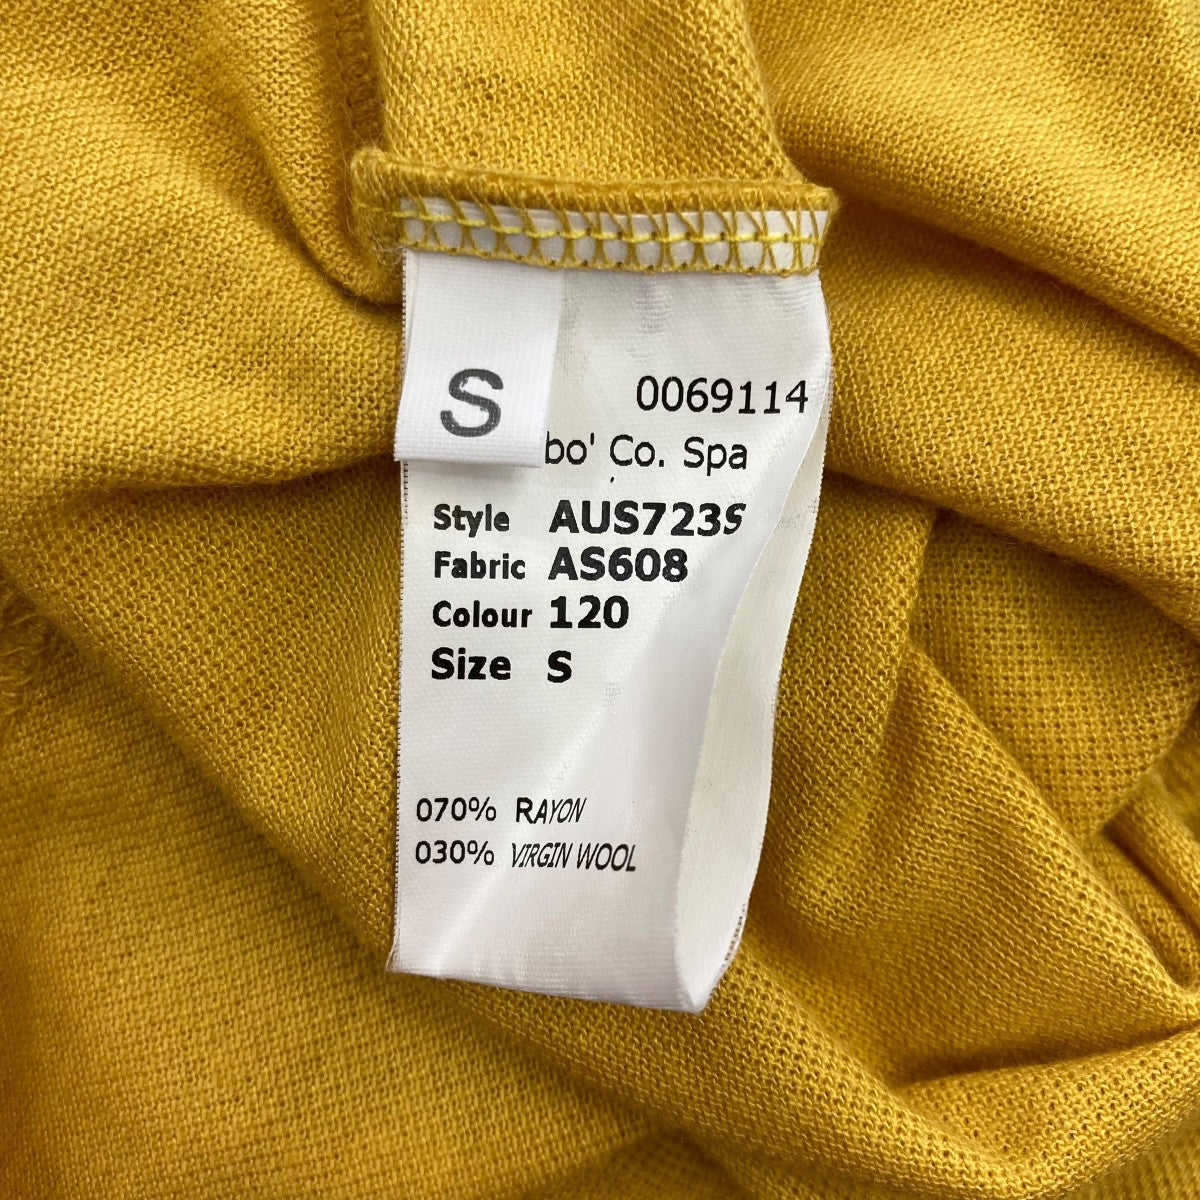 S
0069114
bo' Co. Spa
Style AUS723S
Fabric AS608
Colour 120
Size S
070% RAYON
030% VIRGIN WOOL